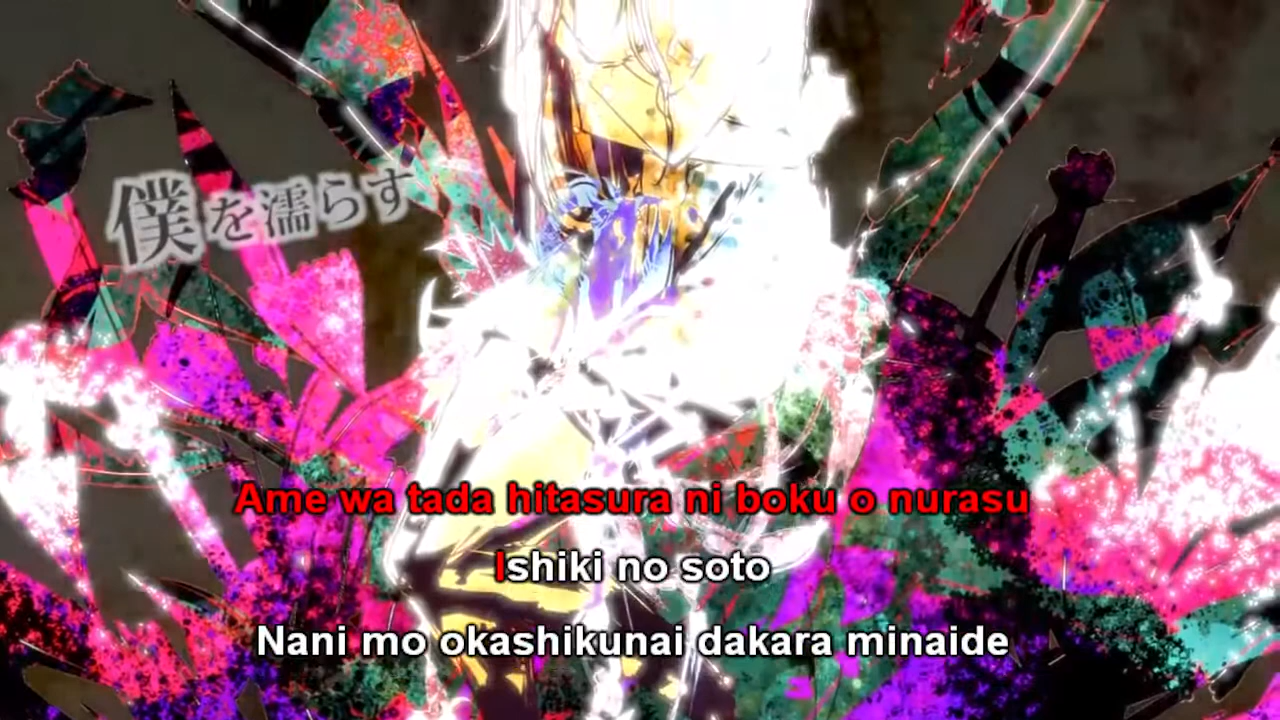 僕を濡らす
Ame wa tada hitasura ni boku o nurasu
Ishiki no soto
Nani mo okashikunai dakara minaide